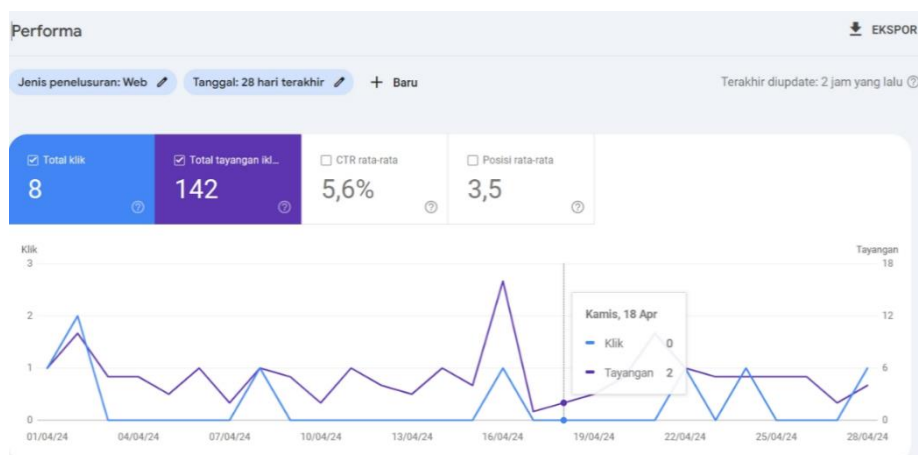 Performa
EKSPOR
Jenis penelusuran: Web
Tanggal: 28 hari terakhir
+ Baru
Terakhir diupdate: 2 jam yang lalu
Total klik
8
Total tayangan ikl...
142
CTR rata-rata
5,6%
Posisi rata-rata
3,5
Klik
Tayangan
3
18
2
12
1
6
0
0
Kamis, 18 Apr
Klik 0
Tayangan 2
01/04/24 04/04/24 07/04/24 10/04/24 13/04/24 16/04/24 19/04/24 22/04/24 25/04/24 28/04/24